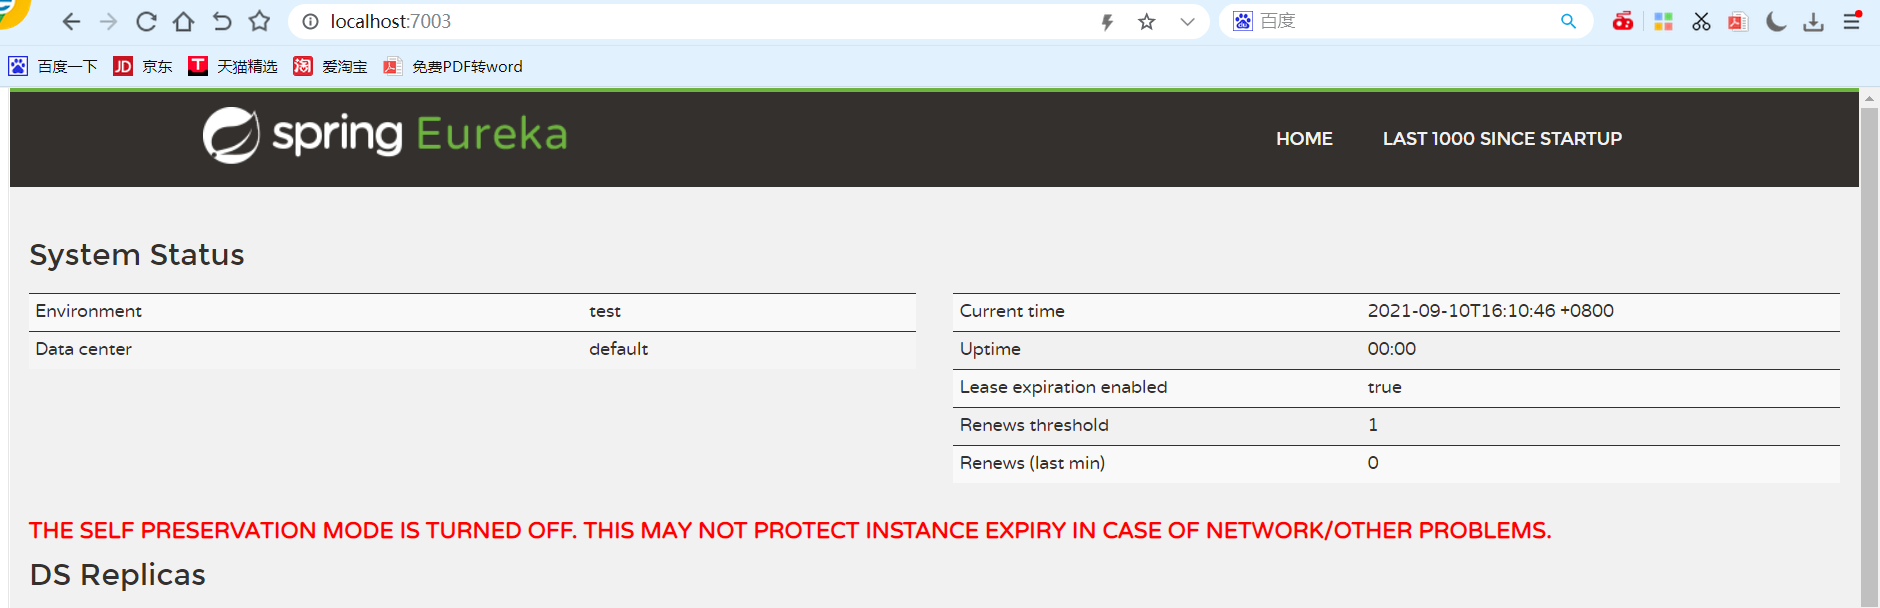 localhost:7003
百度
百度一下 JD 京东 T 天猫精选 淘 爱淘宝 免费PDF转word
spring Eureka
HOME LAST 1000 SINCE STARTUP
System Status
Environment test
Data center default
Current time 2021-09-10T16:10:46 +0800
Uptime 00:00
Lease expiration enabled true
Renews threshold 1
Renews (last min) 0
THE SELF PRESERVATION MODE IS TURNED OFF. THIS MAY NOT PROTECT INSTANCE EXPIRY IN CASE OF NETWORK/OTHER PROBLEMS.
DS Replicas